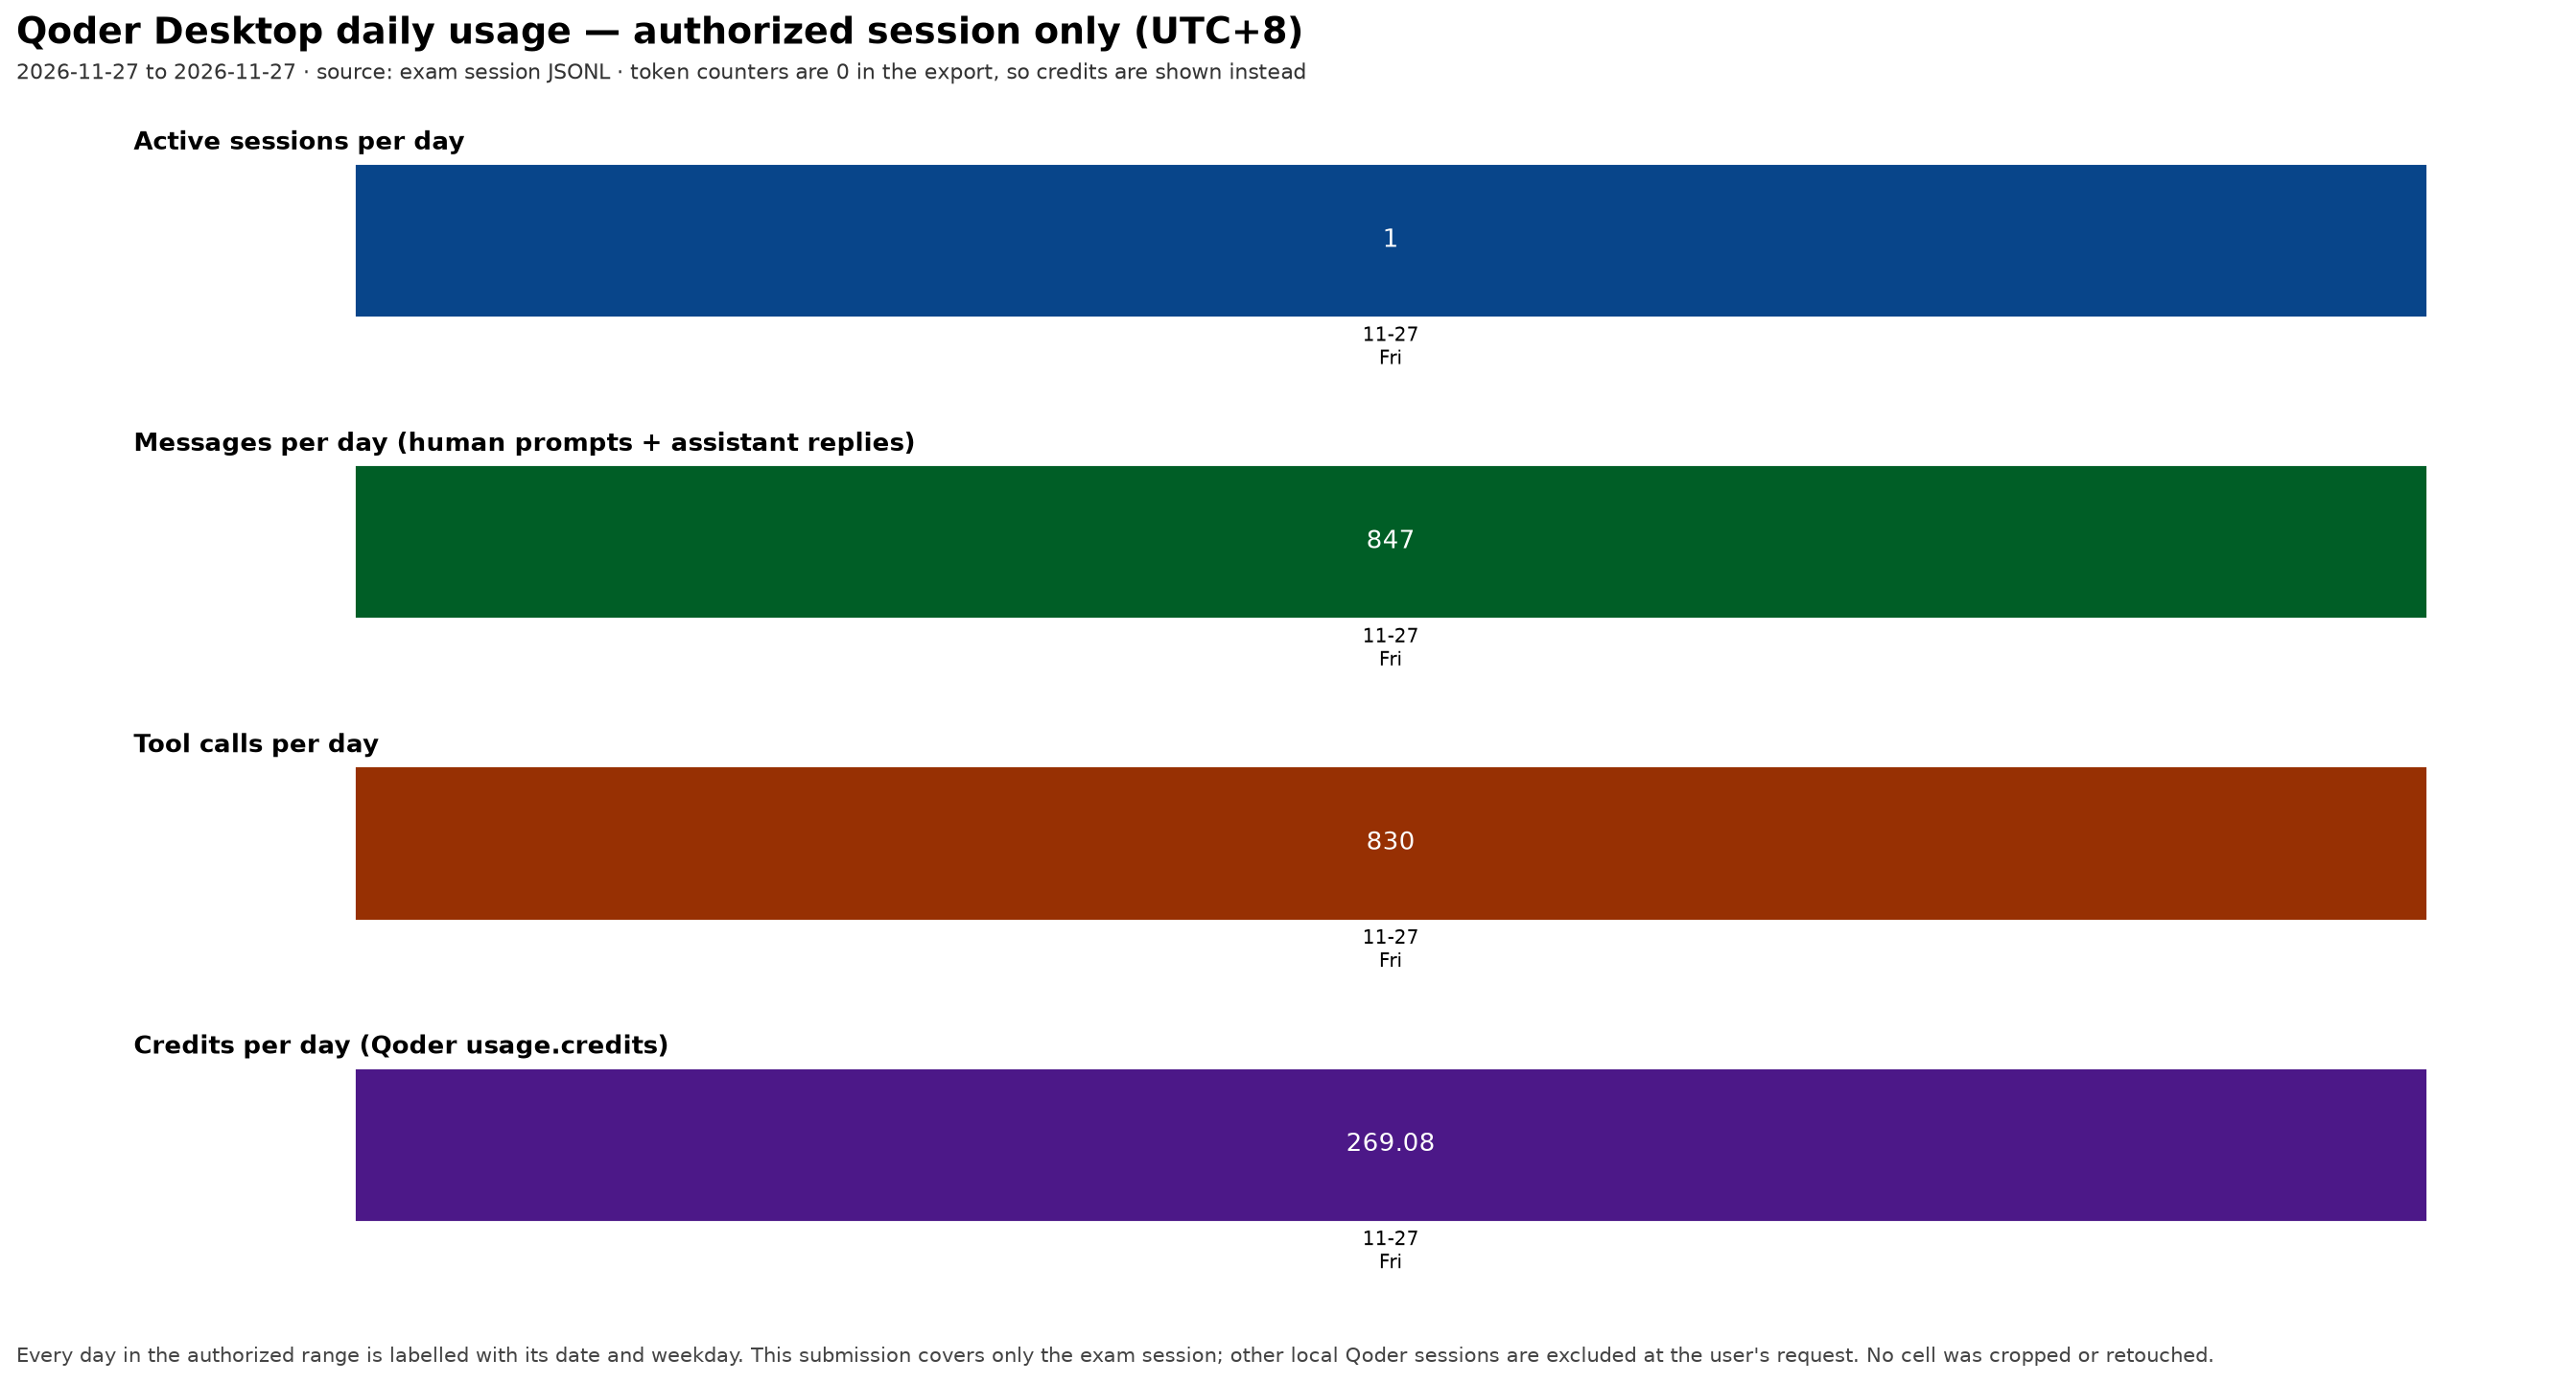 Qoder Desktop daily usage — authorized session only (UTC+8)
2026-11-27 to 2026-11-27 · source: exam session JSONL · token counters are 0 in the export, so credits are shown instead
Active sessions per day
1
11-27
Fri
Messages per day (human prompts + assistant replies)
847
11-27
Fri
Tool calls per day
830
11-27
Fri
Credits per day (Qoder usage.credits)
269.08
11-27
Fri
Every day in the authorized range is labelled with its date and weekday. This submission covers only the exam session; other local Qoder sessions are excluded at the user's request. No cell was cropped or retouched.